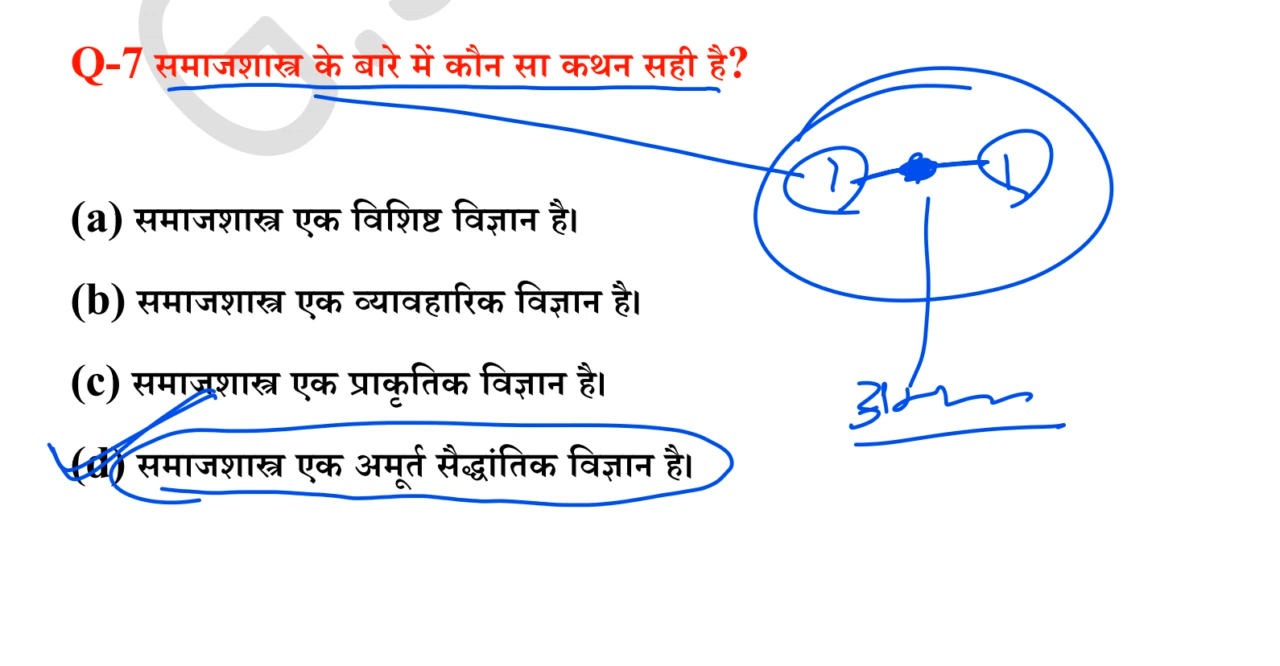 Q-7 समाजशास्त्र के बारे में कौन सा कथन सही है?
(a) समाजशास्त्र एक विशिष्ट विज्ञान है।
(b) समाजशास्त्र एक व्यावहारिक विज्ञान है।
(c) समाजशास्त्र एक प्राकृतिक विज्ञान है।
(d) समाजशास्त्र एक अमूर्त सैद्धांतिक विज्ञान है।